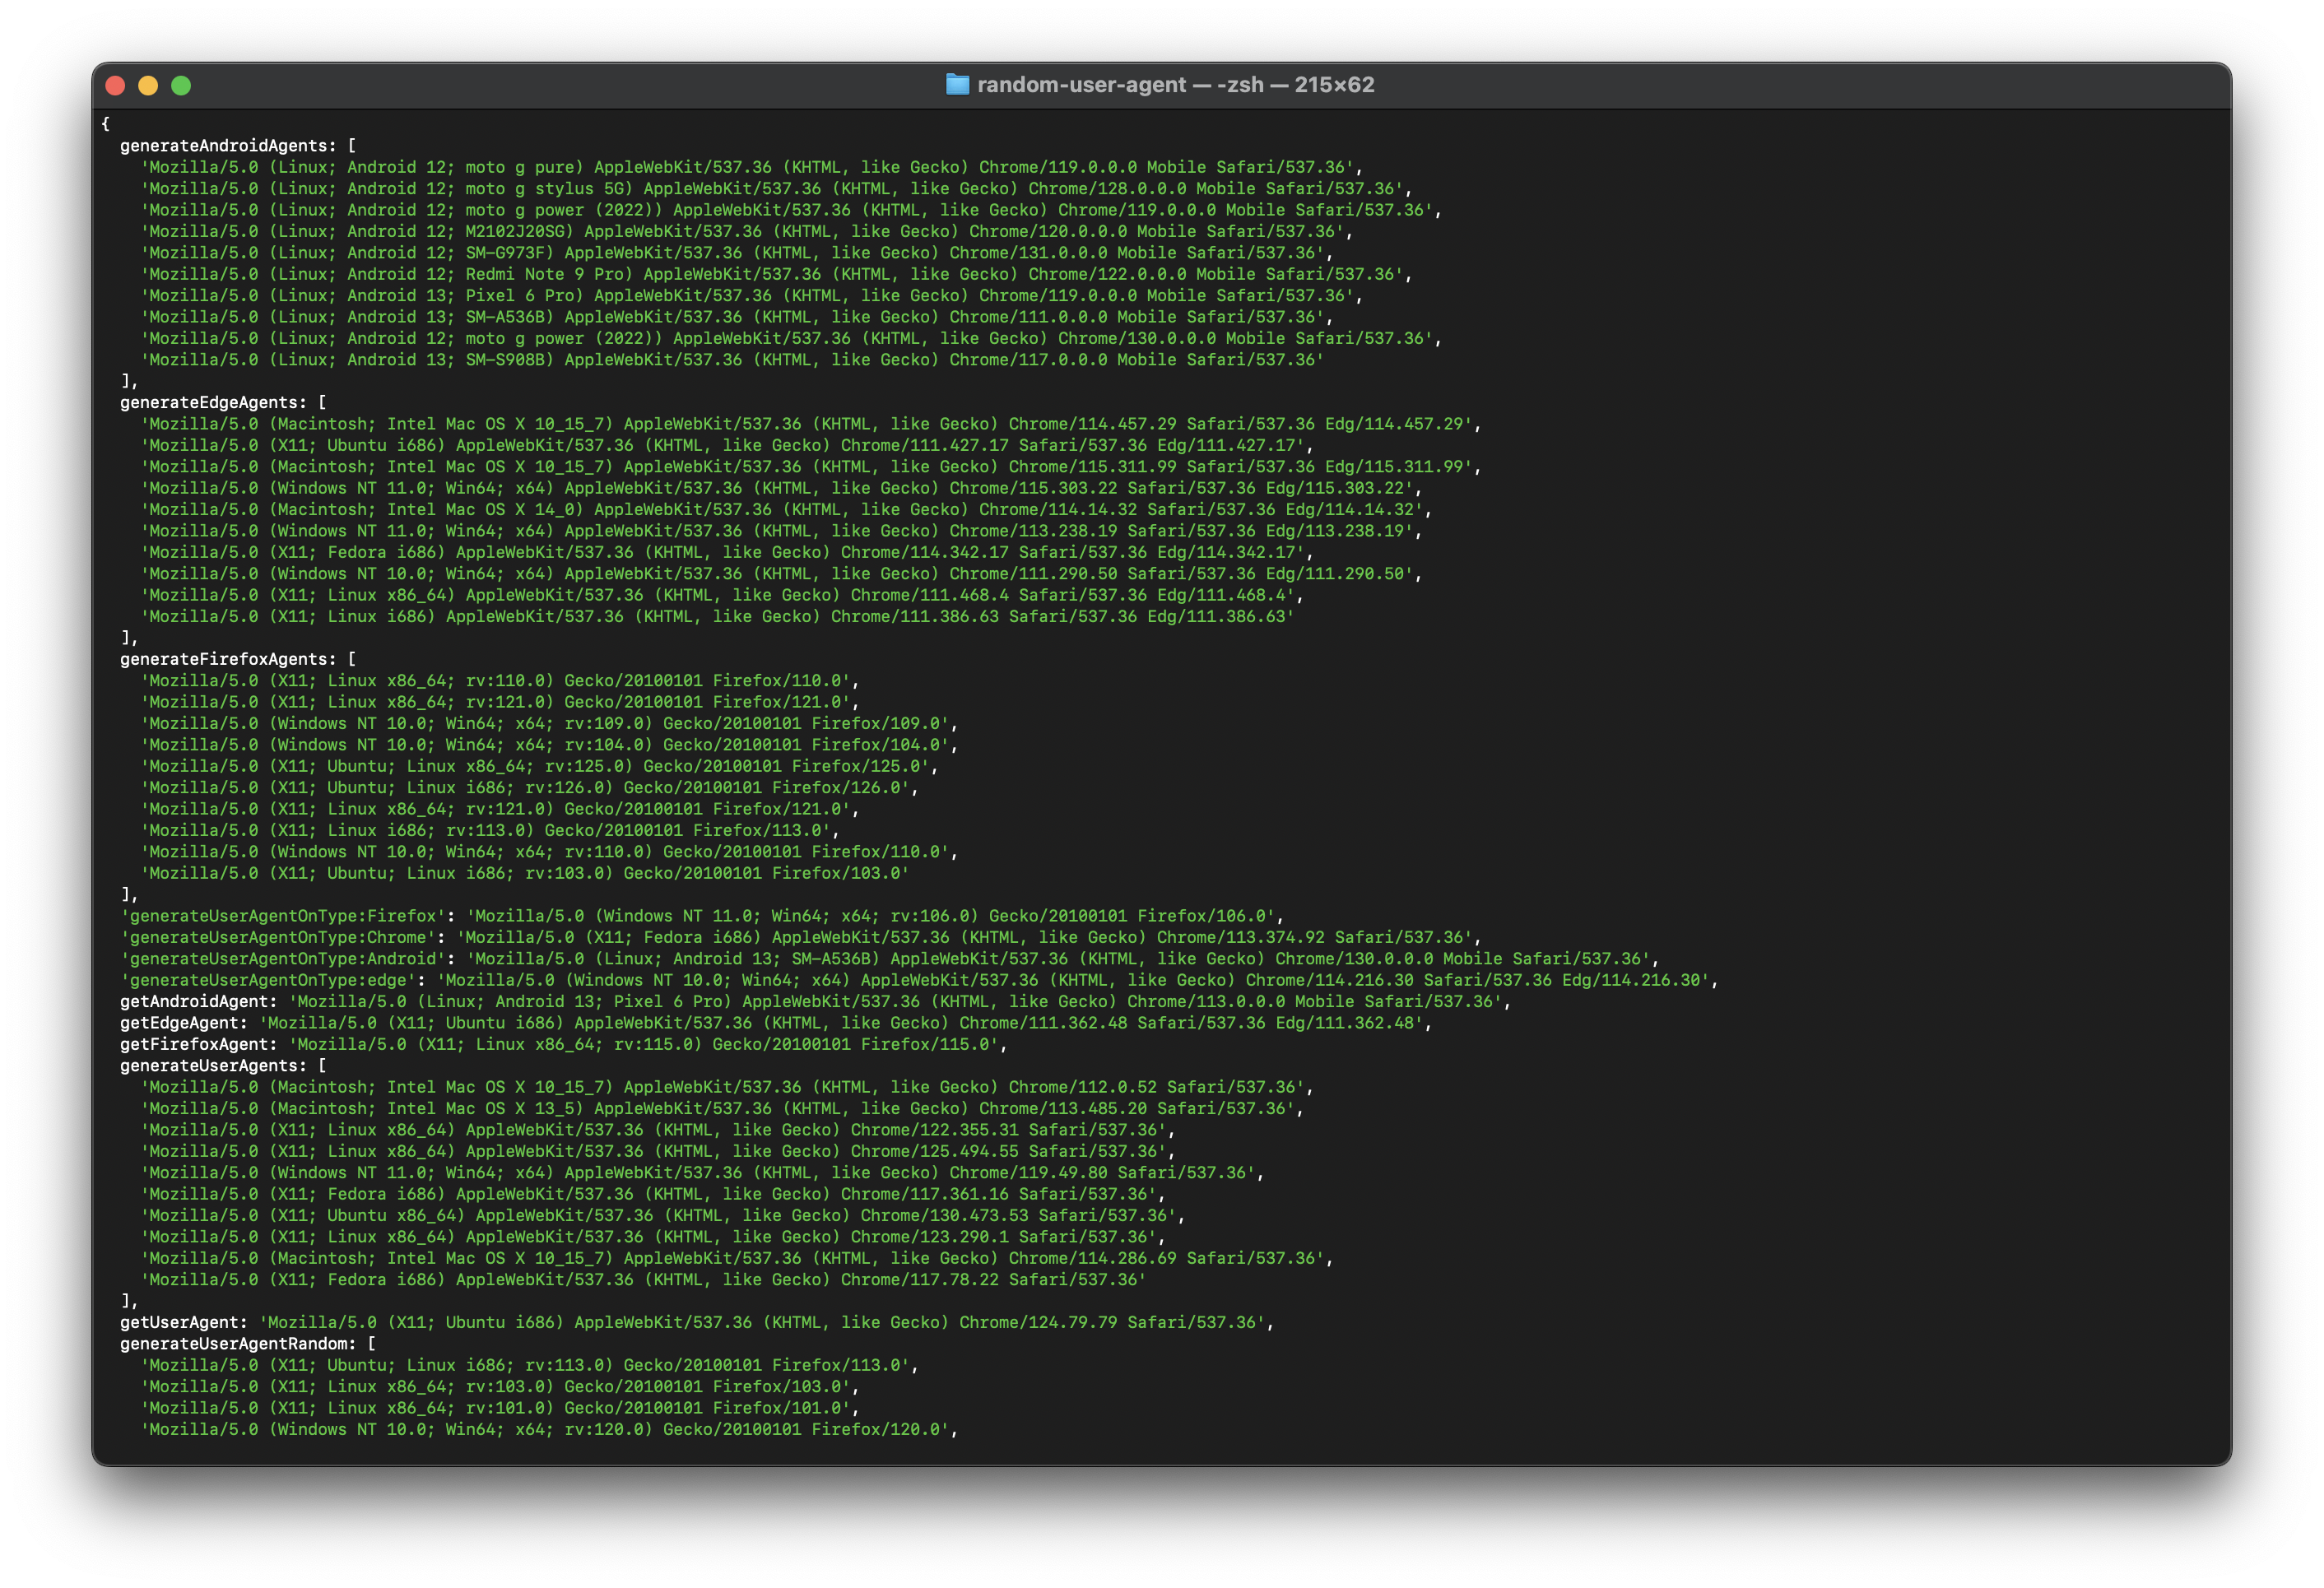 random-user-agent — -zsh — 215×62
{
  generateAndroidAgents: [
    'Mozilla/5.0 (Linux; Android 12; moto g pure) AppleWebKit/537.36 (KHTML, like Gecko) Chrome/119.0.0.0 Mobile Safari/537.36',
    'Mozilla/5.0 (Linux; Android 12; moto g stylus 5G) AppleWebKit/537.36 (KHTML, like Gecko) Chrome/128.0.0.0 Mobile Safari/537.36',
    'Mozilla/5.0 (Linux; Android 12; moto g power (2022)) AppleWebKit/537.36 (KHTML, like Gecko) Chrome/119.0.0.0 Mobile Safari/537.36',
    'Mozilla/5.0 (Linux; Android 12; M2102J20SG) AppleWebKit/537.36 (KHTML, like Gecko) Chrome/120.0.0.0 Mobile Safari/537.36',
    'Mozilla/5.0 (Linux; Android 12; SM-G973F) AppleWebKit/537.36 (KHTML, like Gecko) Chrome/131.0.0.0 Mobile Safari/537.36',
    'Mozilla/5.0 (Linux; Android 12; Redmi Note 9 Pro) AppleWebKit/537.36 (KHTML, like Gecko) Chrome/122.0.0.0 Mobile Safari/537.36',
    'Mozilla/5.0 (Linux; Android 13; Pixel 6 Pro) AppleWebKit/537.36 (KHTML, like Gecko) Chrome/119.0.0.0 Mobile Safari/537.36',
    'Mozilla/5.0 (Linux; Android 13; SM-A536B) AppleWebKit/537.36 (KHTML, like Gecko) Chrome/111.0.0.0 Mobile Safari/537.36',
    'Mozilla/5.0 (Linux; Android 12; moto g power (2022)) AppleWebKit/537.36 (KHTML, like Gecko) Chrome/130.0.0.0 Mobile Safari/537.36',
    'Mozilla/5.0 (Linux; Android 13; SM-S908B) AppleWebKit/537.36 (KHTML, like Gecko) Chrome/117.0.0.0 Mobile Safari/537.36'
  ],
  generateEdgeAgents: [
    'Mozilla/5.0 (Macintosh; Intel Mac OS X 10_15_7) AppleWebKit/537.36 (KHTML, like Gecko) Chrome/114.457.29 Safari/537.36 Edg/114.457.29',
    'Mozilla/5.0 (X11; Ubuntu i686) AppleWebKit/537.36 (KHTML, like Gecko) Chrome/111.427.17 Safari/537.36 Edg/111.427.17',
    'Mozilla/5.0 (Macintosh; Intel Mac OS X 10_15_7) AppleWebKit/537.36 (KHTML, like Gecko) Chrome/115.311.99 Safari/537.36 Edg/115.311.99',
    'Mozilla/5.0 (Windows NT 11.0; Win64; x64) AppleWebKit/537.36 (KHTML, like Gecko) Chrome/115.303.22 Safari/537.36 Edg/115.303.22',
    'Mozilla/5.0 (Macintosh; Intel Mac OS X 14_0) AppleWebKit/537.36 (KHTML, like Gecko) Chrome/114.14.32 Safari/537.36 Edg/114.14.32',
    'Mozilla/5.0 (Windows NT 11.0; Win64; x64) AppleWebKit/537.36 (KHTML, like Gecko) Chrome/113.238.19 Safari/537.36 Edg/113.238.19',
    'Mozilla/5.0 (X11; Fedora i686) AppleWebKit/537.36 (KHTML, like Gecko) Chrome/114.342.17 Safari/537.36 Edg/114.342.17',
    'Mozilla/5.0 (Windows NT 10.0; Win64; x64) AppleWebKit/537.36 (KHTML, like Gecko) Chrome/111.290.50 Safari/537.36 Edg/111.290.50',
    'Mozilla/5.0 (X11; Linux x86_64) AppleWebKit/537.36 (KHTML, like Gecko) Chrome/111.468.4 Safari/537.36 Edg/111.468.4',
    'Mozilla/5.0 (X11; Linux i686) AppleWebKit/537.36 (KHTML, like Gecko) Chrome/111.386.63 Safari/537.36 Edg/111.386.63'
  ],
  generateFirefoxAgents: [
    'Mozilla/5.0 (X11; Linux x86_64; rv:110.0) Gecko/20100101 Firefox/110.0',
    'Mozilla/5.0 (X11; Linux x86_64; rv:121.0) Gecko/20100101 Firefox/121.0',
    'Mozilla/5.0 (Windows NT 10.0; Win64; x64; rv:109.0) Gecko/20100101 Firefox/109.0',
    'Mozilla/5.0 (Windows NT 10.0; Win64; x64; rv:104.0) Gecko/20100101 Firefox/104.0',
    'Mozilla/5.0 (X11; Ubuntu; Linux x86_64; rv:125.0) Gecko/20100101 Firefox/125.0',
    'Mozilla/5.0 (X11; Ubuntu; Linux i686; rv:126.0) Gecko/20100101 Firefox/126.0',
    'Mozilla/5.0 (X11; Linux x86_64; rv:121.0) Gecko/20100101 Firefox/121.0',
    'Mozilla/5.0 (X11; Linux i686; rv:113.0) Gecko/20100101 Firefox/113.0',
    'Mozilla/5.0 (Windows NT 10.0; Win64; x64; rv:110.0) Gecko/20100101 Firefox/110.0',
    'Mozilla/5.0 (X11; Ubuntu; Linux i686; rv:103.0) Gecko/20100101 Firefox/103.0'
  ],
  'generateUserAgentOnType:Firefox': 'Mozilla/5.0 (Windows NT 11.0; Win64; x64; rv:106.0) Gecko/20100101 Firefox/106.0',
  'generateUserAgentOnType:Chrome': 'Mozilla/5.0 (X11; Fedora i686) AppleWebKit/537.36 (KHTML, like Gecko) Chrome/113.374.92 Safari/537.36',
  'generateUserAgentOnType:Android': 'Mozilla/5.0 (Linux; Android 13; SM-A536B) AppleWebKit/537.36 (KHTML, like Gecko) Chrome/130.0.0.0 Mobile Safari/537.36',
  'generateUserAgentOnType:edge': 'Mozilla/5.0 (Windows NT 10.0; Win64; x64) AppleWebKit/537.36 (KHTML, like Gecko) Chrome/114.216.30 Safari/537.36 Edg/114.216.30',
  getAndroidAgent: 'Mozilla/5.0 (Linux; Android 13; Pixel 6 Pro) AppleWebKit/537.36 (KHTML, like Gecko) Chrome/113.0.0.0 Mobile Safari/537.36',
  getEdgeAgent: 'Mozilla/5.0 (X11; Ubuntu i686) AppleWebKit/537.36 (KHTML, like Gecko) Chrome/111.362.48 Safari/537.36 Edg/111.362.48',
  getFirefoxAgent: 'Mozilla/5.0 (X11; Linux x86_64; rv:115.0) Gecko/20100101 Firefox/115.0',
  generateUserAgents: [
    'Mozilla/5.0 (Macintosh; Intel Mac OS X 10_15_7) AppleWebKit/537.36 (KHTML, like Gecko) Chrome/112.0.52 Safari/537.36',
    'Mozilla/5.0 (Macintosh; Intel Mac OS X 13_5) AppleWebKit/537.36 (KHTML, like Gecko) Chrome/113.485.20 Safari/537.36',
    'Mozilla/5.0 (X11; Linux x86_64) AppleWebKit/537.36 (KHTML, like Gecko) Chrome/122.355.31 Safari/537.36',
    'Mozilla/5.0 (X11; Linux x86_64) AppleWebKit/537.36 (KHTML, like Gecko) Chrome/125.494.55 Safari/537.36',
    'Mozilla/5.0 (Windows NT 11.0; Win64; x64) AppleWebKit/537.36 (KHTML, like Gecko) Chrome/119.49.80 Safari/537.36',
    'Mozilla/5.0 (X11; Fedora i686) AppleWebKit/537.36 (KHTML, like Gecko) Chrome/117.361.16 Safari/537.36',
    'Mozilla/5.0 (X11; Ubuntu x86_64) AppleWebKit/537.36 (KHTML, like Gecko) Chrome/130.473.53 Safari/537.36',
    'Mozilla/5.0 (X11; Linux x86_64) AppleWebKit/537.36 (KHTML, like Gecko) Chrome/123.290.1 Safari/537.36',
    'Mozilla/5.0 (Macintosh; Intel Mac OS X 10_15_7) AppleWebKit/537.36 (KHTML, like Gecko) Chrome/114.286.69 Safari/537.36',
    'Mozilla/5.0 (X11; Fedora i686) AppleWebKit/537.36 (KHTML, like Gecko) Chrome/117.78.22 Safari/537.36'
  ],
  getUserAgent: 'Mozilla/5.0 (X11; Ubuntu i686) AppleWebKit/537.36 (KHTML, like Gecko) Chrome/124.79.79 Safari/537.36',
  generateUserAgentRandom: [
    'Mozilla/5.0 (X11; Ubuntu; Linux i686; rv:113.0) Gecko/20100101 Firefox/113.0',
    'Mozilla/5.0 (X11; Linux x86_64; rv:103.0) Gecko/20100101 Firefox/103.0',
    'Mozilla/5.0 (X11; Linux x86_64; rv:101.0) Gecko/20100101 Firefox/101.0',
    'Mozilla/5.0 (Windows NT 10.0; Win64; x64; rv:120.0) Gecko/20100101 Firefox/120.0',